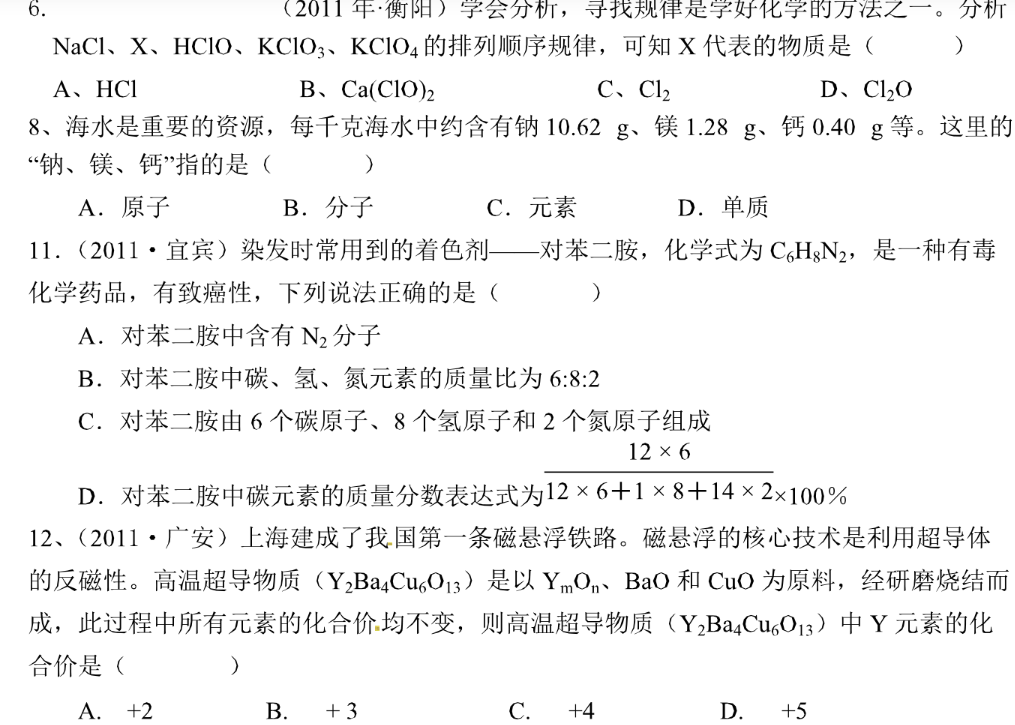 6.  （2011 年·衡阳）学会分析，寻找规律是学好化学的方法之一。分析
NaCl、X、HClO、KClO₃、KClO₄的排列顺序规律，可知 X 代表的物质是（  ）
A、HCl  B、Ca(ClO)₂  C、Cl₂  D、Cl₂O
8、海水是重要的资源，每千克海水中约含有钠 10.62 g、镁 1.28 g、钙 0.40 g 等。这里的
“钠、镁、钙”指的是（  ）
A．原子  B．分子  C．元素  D．单质
11.（2011·宜宾）染发时常用到的着色剂——对苯二胺，化学式为 C₆H₈N₂，是一种有毒
化学药品，有致癌性，下列说法正确的是（  ）
A．对苯二胺中含有 N₂ 分子
B．对苯二胺中碳、氢、氮元素的质量比为 6:8:2
C．对苯二胺由 6 个碳原子、8 个氢原子和 2 个氮原子组成
12 × 6
D．对苯二胺中碳元素的质量分数表达式为12 × 6＋1 × 8＋14 × 2×100％
12、（2011·广安）上海建成了我国第一条磁悬浮铁路。磁悬浮的核心技术是利用超导体
的反磁性。高温超导物质（Y₂Ba₄Cu₆O₁₃）是以 YₘOₙ、BaO 和 CuO 为原料，经研磨烧结而
成，此过程中所有元素的化合价均不变，则高温超导物质（Y₂Ba₄Cu₆O₁₃）中 Y 元素的化
合价是（  ）
A. +2  B. + 3  C. +4  D. +5